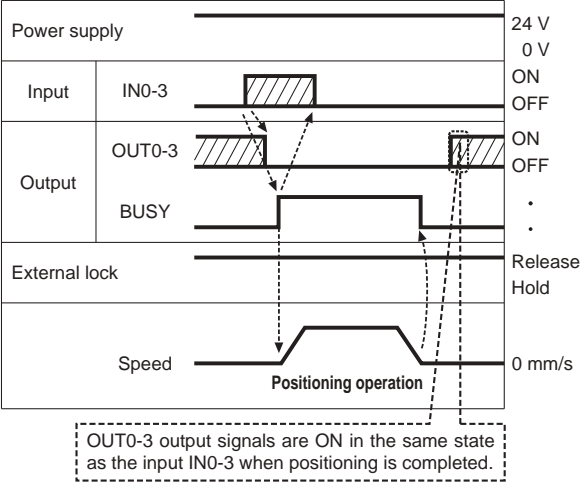 Power supply
24 V
0 V
Input
IN0-3
ON
OFF
Output
OUT0-3
ON
OFF
BUSY
External lock
Release
Hold
Speed
0 mm/s
Positioning operation
OUT0-3 output signals are ON in the same state
as the input IN0-3 when positioning is completed.